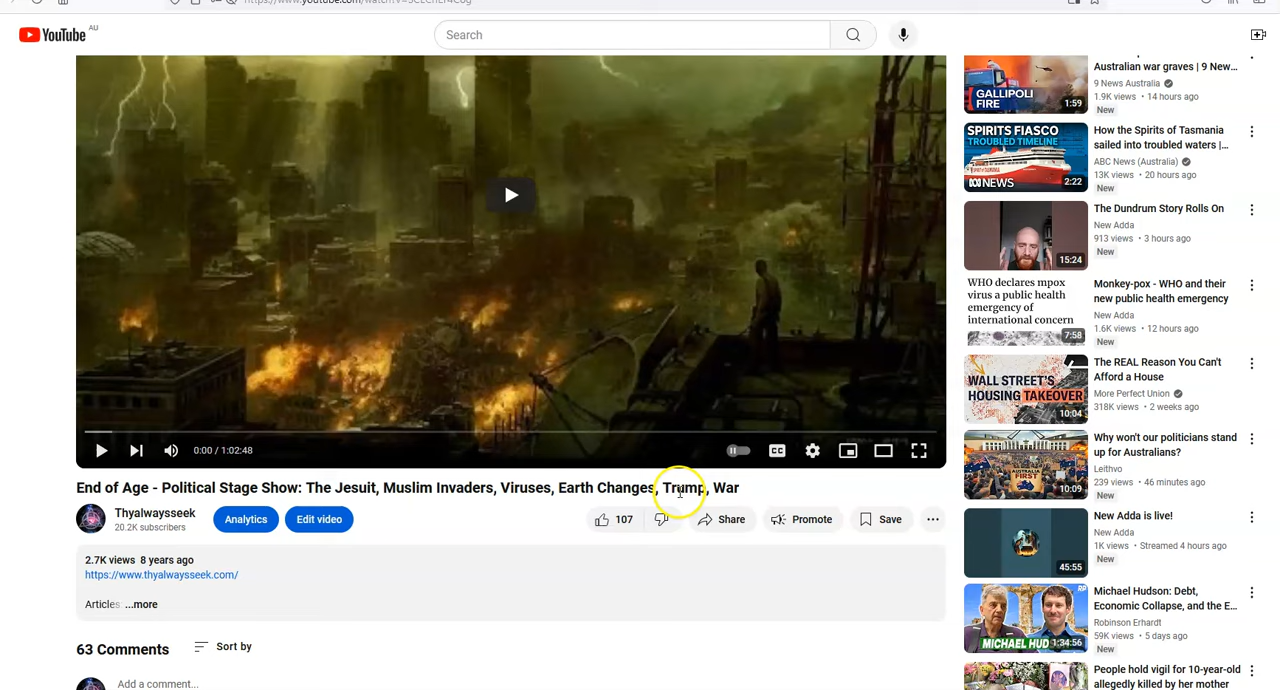 YouTube AU
Search
0:00 / 1:02:48
CC
End of Age - Political Stage Show: The Jesuit, Muslim Invaders, Viruses, Earth Changes, Trump, War
Thyalwaysseek
20.2K subscribers
Analytics
Edit video
107
Share
Promote
Save
2.7K views 8 years ago
https://www.thyalwaysseek.com/
Articles: ...more
63 Comments
Sort by
Add a comment...
GALLIPOLI
FIRE
1:59
Australian war graves | 9 New...
9 News Australia
1.9K views • 14 hours ago
New
SPIRITS FIASCO
TROUBLED TIMELINE
NEWS
2:22
How the Spirits of Tasmania
sailed into troubled waters |...
ABC News (Australia)
13K views • 20 hours ago
New
15:24
The Dundrum Story Rolls On
New Adda
913 views • 3 hours ago
New
WHO declares mpox
virus a public health
emergency of
international concern
7:58
Monkey-pox - WHO and their
new public health emergency
New Adda
1.6K views • 12 hours ago
New
WALL STREET'S
HOUSING TAKEOVER
10:04
The REAL Reason You Can't
Afford a House
More Perfect Union
318K views • 2 weeks ago
AUSTRALIA
FIRST
10:09
Why won't our politicians stand
up for Australians?
Leithvo
239 views • 46 minutes ago
New
45:55
New Adda is live!
New Adda
1K views • Streamed 4 hours ago
New
RP
MICHAEL HUD
1:34:56
Michael Hudson: Debt,
Economic Collapse, and the E...
Robinson Erhardt
59K views • 5 days ago
New
People hold vigil for 10-year-old
allegedly killed by her mother